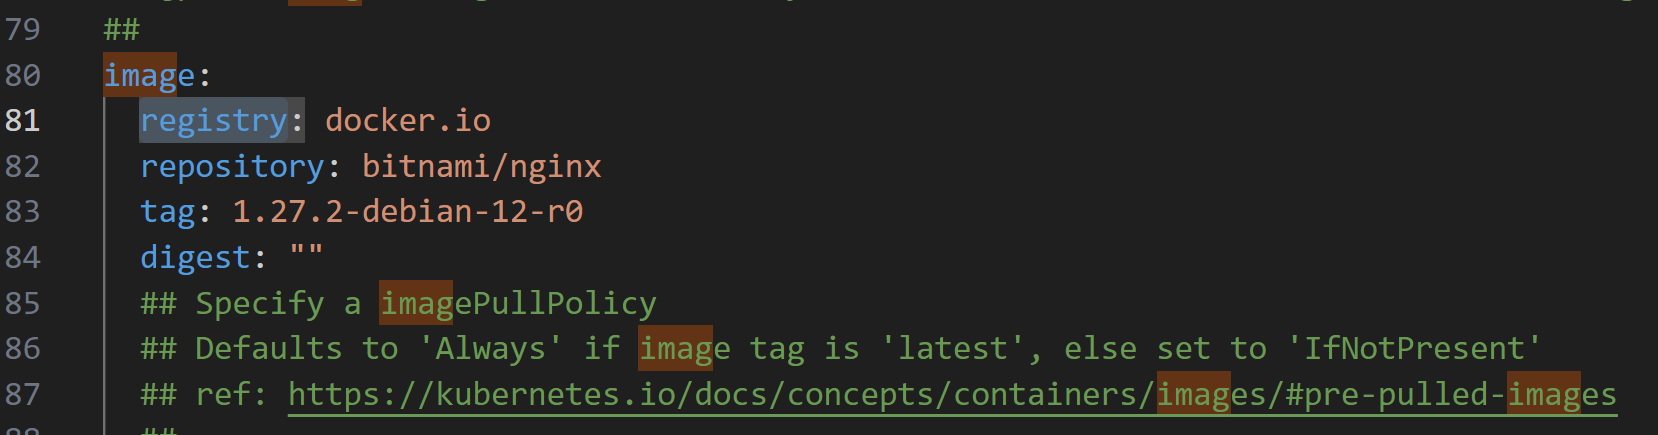 79 ##
80 image:
81 registry: docker.io
82 repository: bitnami/nginx
83 tag: 1.27.2-debian-12-r0
84 digest: ""
85 ## Specify a imagePullPolicy
86 ## Defaults to 'Always' if image tag is 'latest', else set to 'IfNotPresent'
87 ## ref: https://kubernetes.io/docs/concepts/containers/images/#pre-pulled-images
88 ##